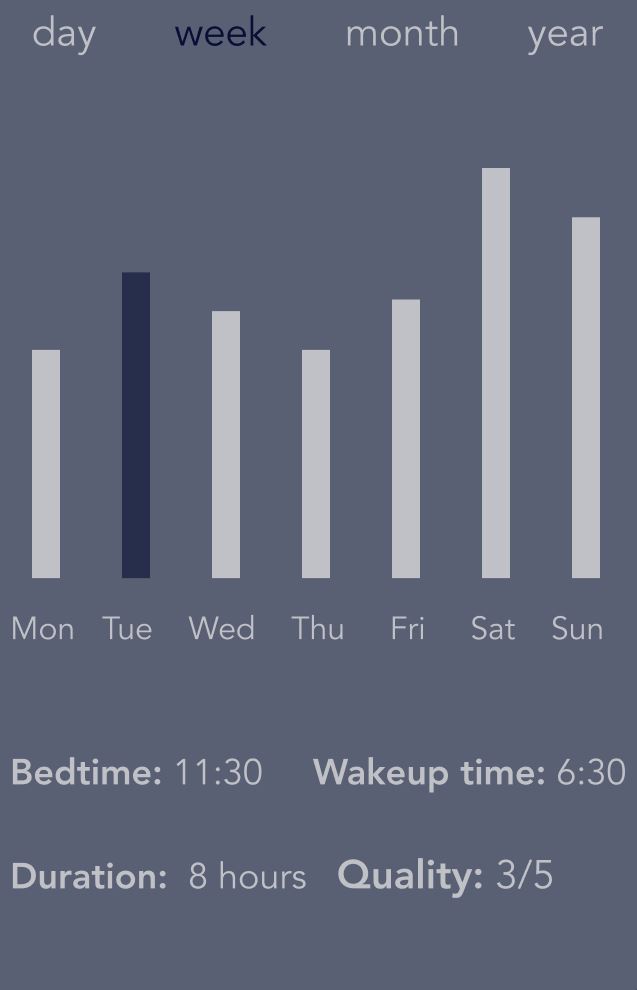 day week month year
Mon Tue Wed Thu Fri Sat Sun
Bedtime: 11:30 Wakeup time: 6:30
Duration: 8 hours Quality: 3/5